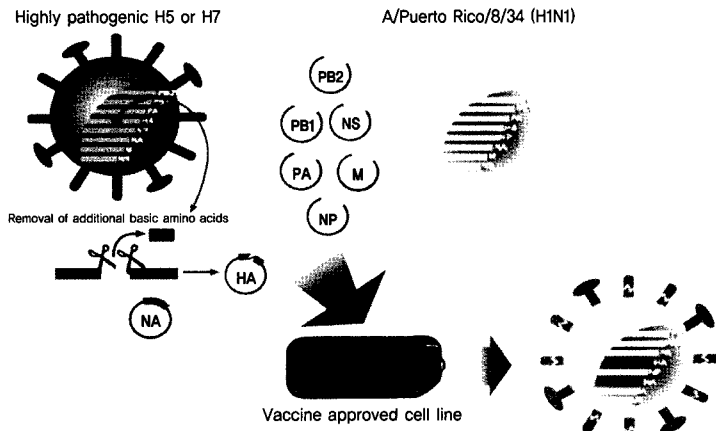 Highly pathogenic H5 or H7
A/Puerto Rico/8/34 (H1N1)
PB2
PB1
NS
PA
M
NP
Removal of additional basic amino acids
HA
NA
Vaccine approved cell line